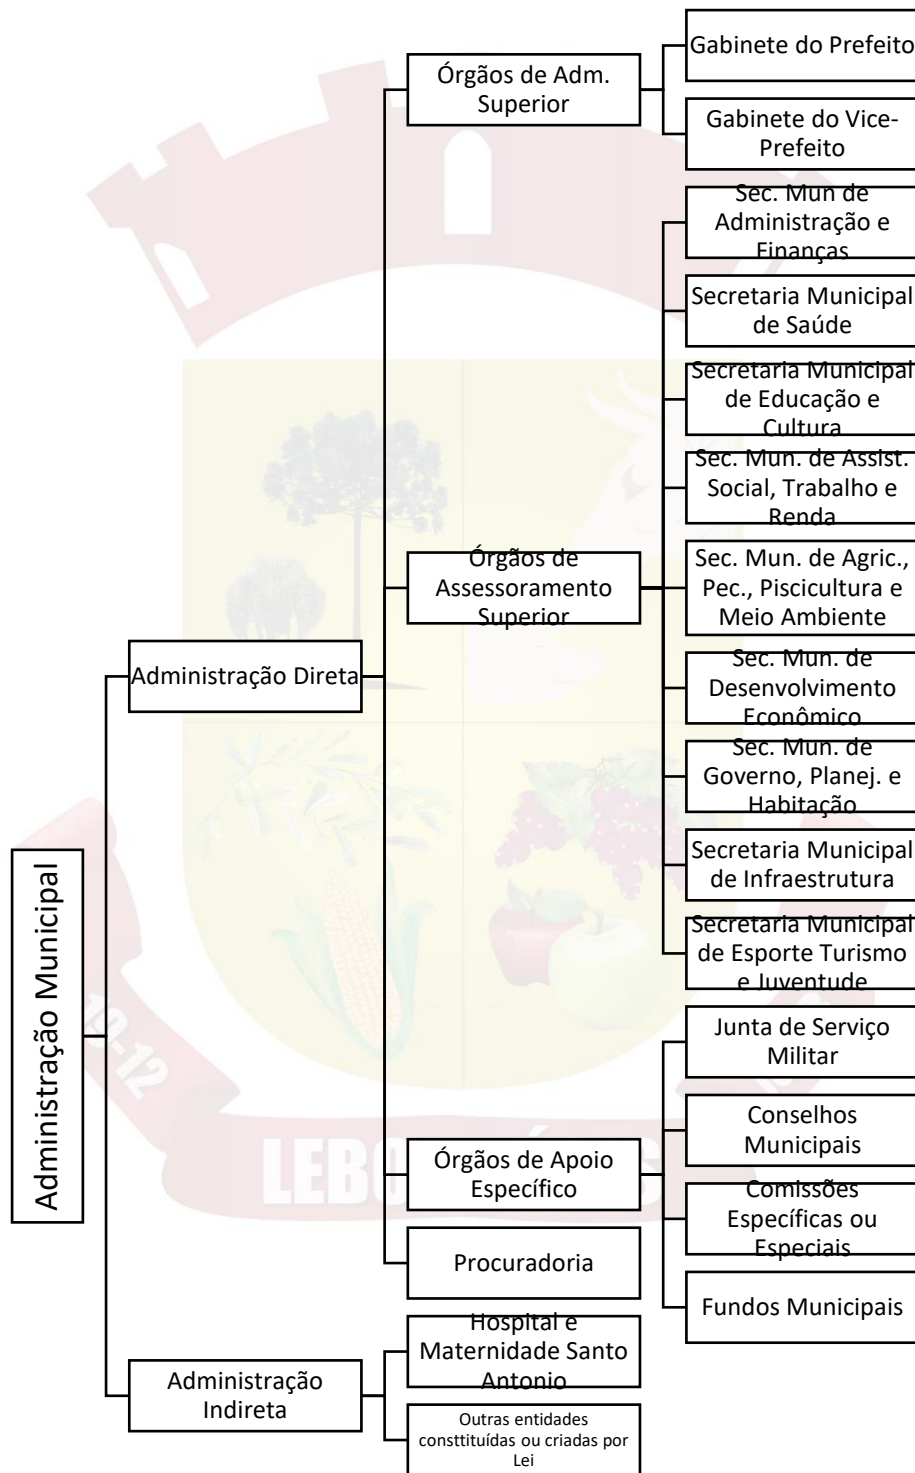 Gabinete do Prefeito
Órgãos de Adm.
Superior
Gabinete do Vice-
Prefeito
Sec. Mun de
Administração e
Finanças
Secretaria Municipal
de Saúde
Secretaria Municipal
de Educação e
Cultura
Sec. Mun. de Assist.
Social, Trabalho e
Renda
Órgãos de
Assessoramento
Superior
Sec. Mun. de Agric.,
Pec., Piscicultura e
Meio Ambiente
Administração Direta
Sec. Mun. de
Desenvolvimento
Econômico
Sec. Mun. de
Governo, Planej. e
Habitação
Secretaria Municipal
de Infraestrutura
Secretaria Municipal
de Esporte Turismo
e Juventude
Administração Municipal
19-12
Junta de Serviço
Militar
Conselhos
Municipais
Órgãos de Apoio
Específico
Comissões
Específicas ou
Especiais
Procuradoria
Fundos Municipais
Hospital e
Maternidade Santo
Antonio
Administração
Indireta
Outras entidades
consttituídas ou criadas por
Lei